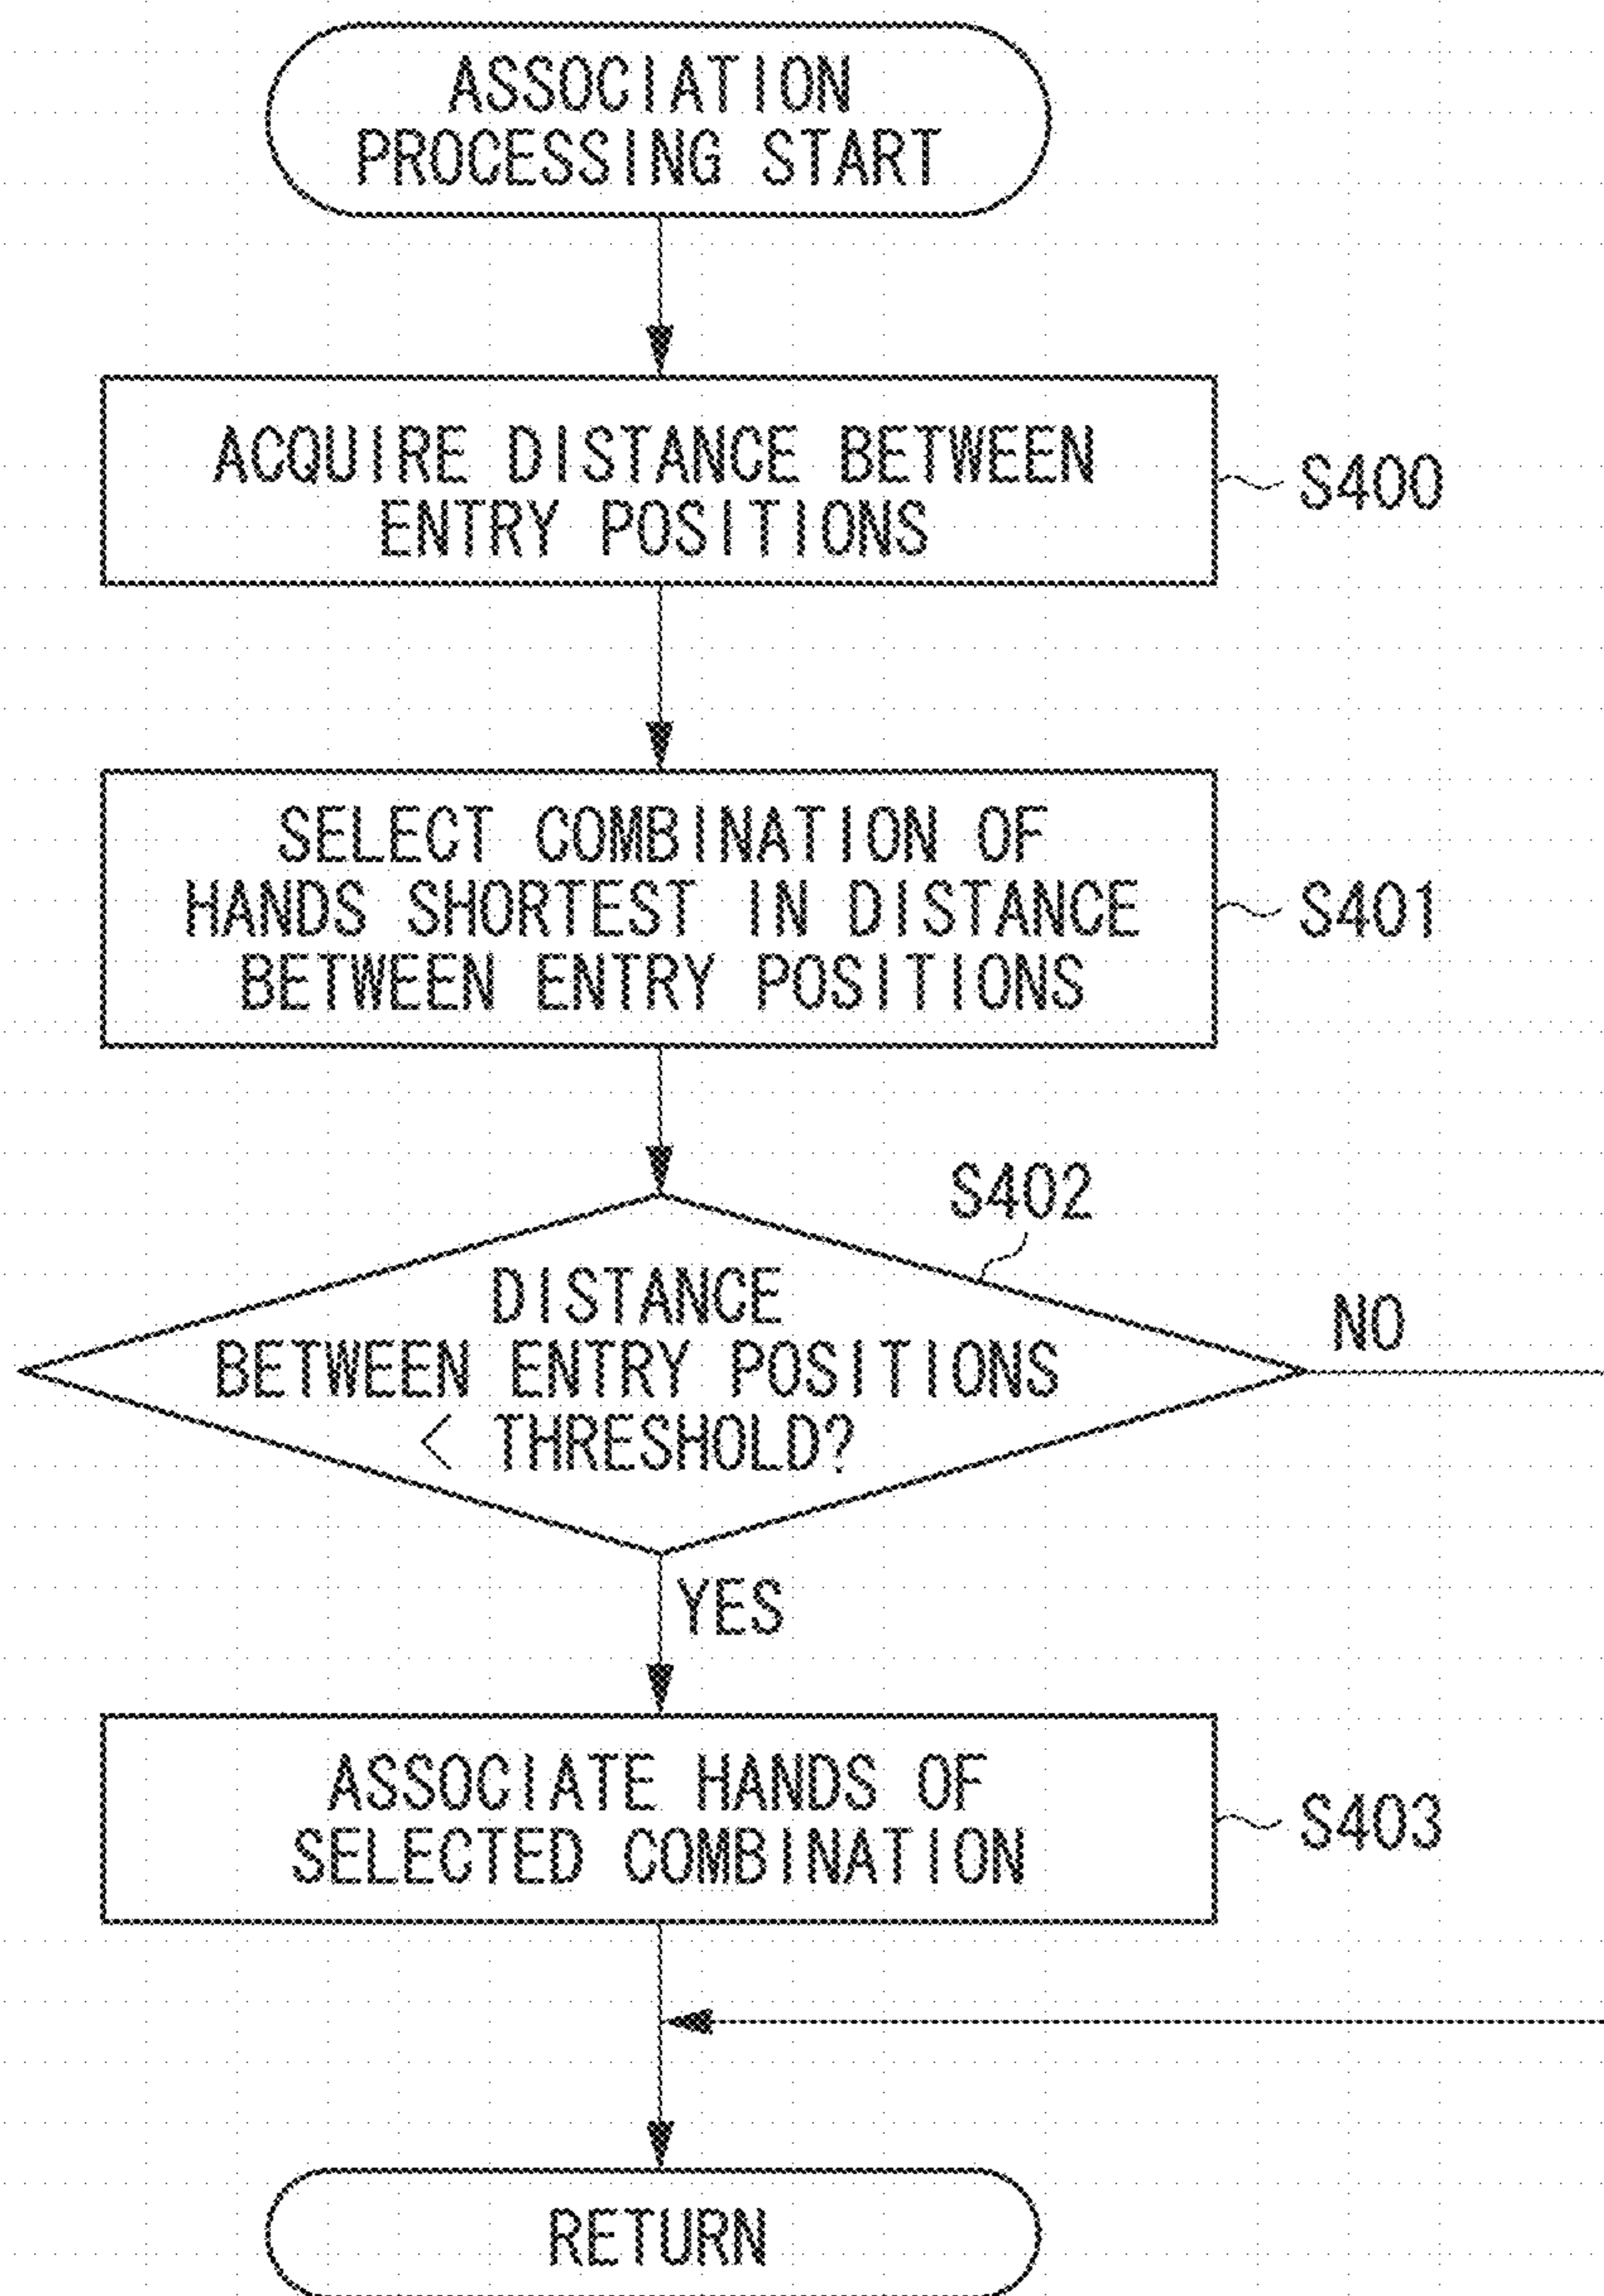 ASSOCIATION
PROCESSING START
ACQUIRE DISTANCE BETWEEN
ENTRY POSITIONS
S400
SELECT COMBINATION OF
HANDS SHORTEST IN DISTANCE
BETWEEN ENTRY POSITIONS
S401
S402
DISTANCE
BETWEEN ENTRY POSITIONS
< THRESHOLD?
NO
YES
ASSOCIATE HANDS OF
SELECTED COMBINATION
S403
RETURN